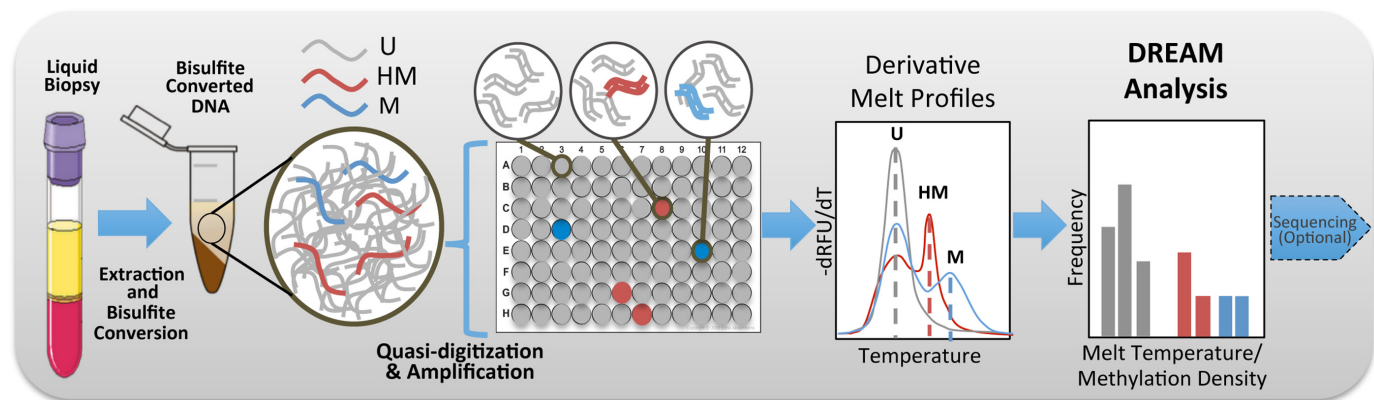 Liquid
Biopsy
Extraction
and
Bisulfite
Conversion
Bisulfite
Converted
DNA
U
HM
M
1 2 3 4 5 6 7 8 9 10 11 12
A
B
C
D
E
F
G
H
Quasi-digitization
& Amplification
Derivative
Melt Profiles
-dRFU/dT
U
HM
M
Temperature
DREAM
Analysis
Frequency
Melt Temperature/
Methylation Density
Sequencing
(Optional)